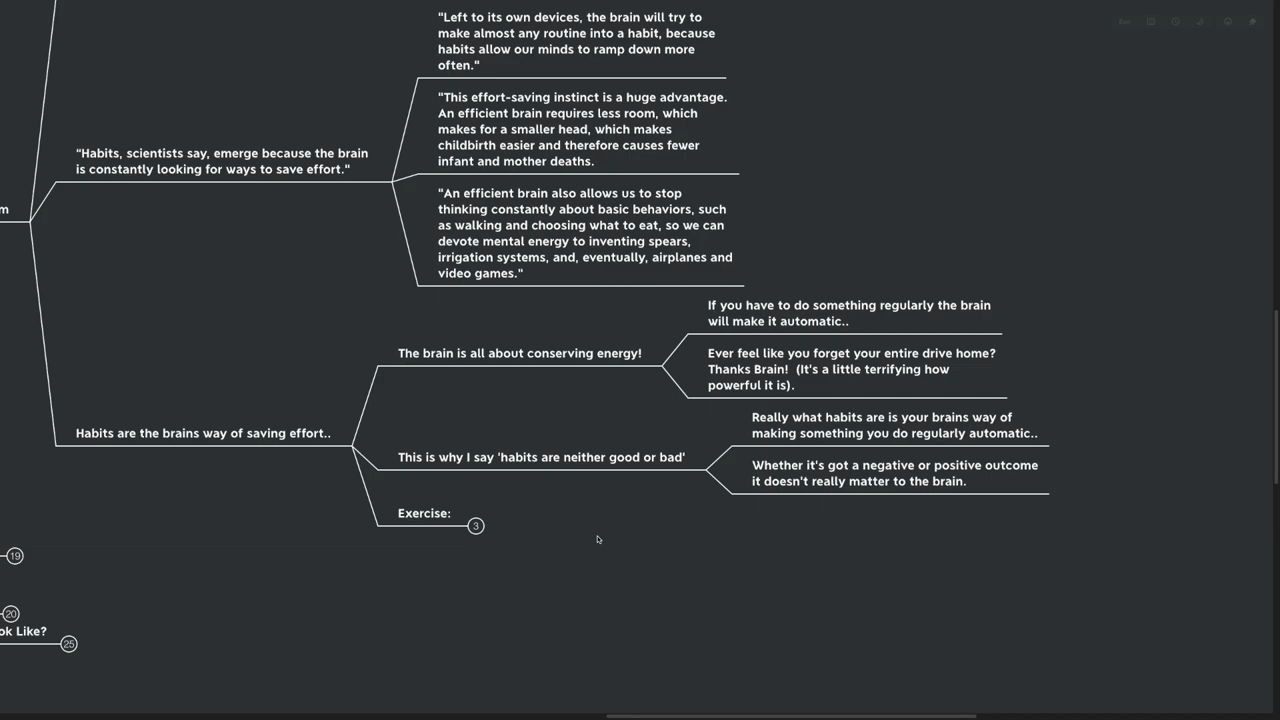 "Left to its own devices, the brain will try to
make almost any routine into a habit, because
habits allow our minds to ramp down more
often."
"This effort-saving instinct is a huge advantage.
An efficient brain requires less room, which
makes for a smaller head, which makes
childbirth easier and therefore causes fewer
infant and mother deaths.
"Habits, scientists say, emerge because the brain
is constantly looking for ways to save effort."
"An efficient brain also allows us to stop
thinking constantly about basic behaviors, such
as walking and choosing what to eat, so we can
devote mental energy to inventing spears,
irrigation systems, and, eventually, airplanes and
video games."
m
If you have to do something regularly the brain
will make it automatic..
The brain is all about conserving energy!
Ever feel like you forget your entire drive home?
Thanks Brain!  (It's a little terrifying how
powerful it is).
Habits are the brains way of saving effort..
Really what habits are is your brains way of
making something you do regularly automatic..
This is why I say 'habits are neither good or bad'
Whether it's got a negative or positive outcome
it doesn't really matter to the brain.
Exercise:
3
19
20
ok Like?
25